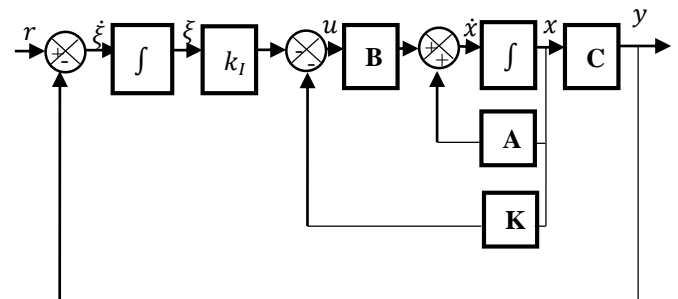 r
+
-
ξ̇
∫
ξ
k_I
-
-
u
B
+
+
ẋ
∫
x
C
y
A
K